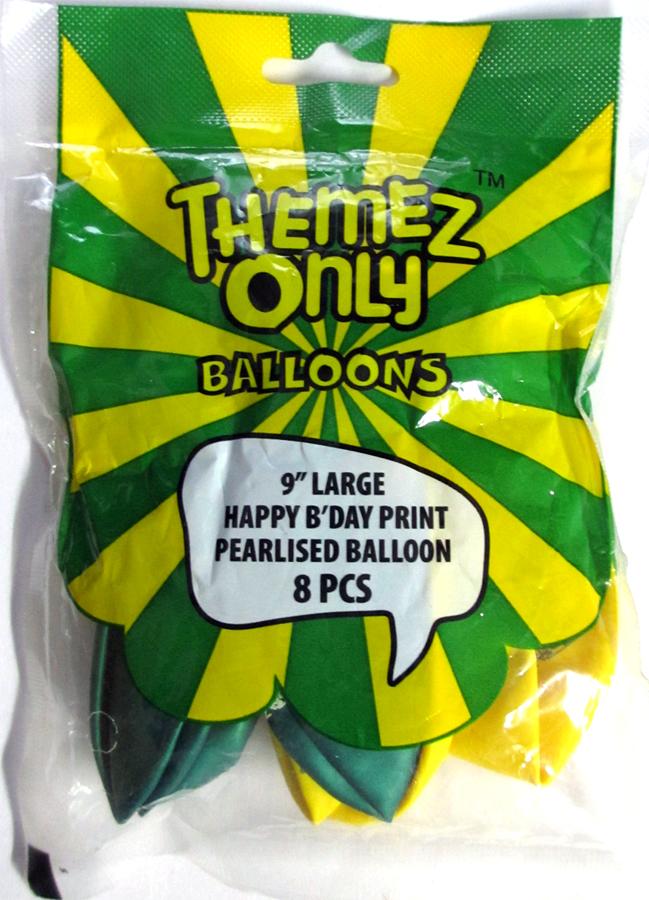 THEMEZ ™
ONLY
BALLOONS
9” LARGE
HAPPY B’DAY PRINT
PEARLISED BALLOON
8 PCS